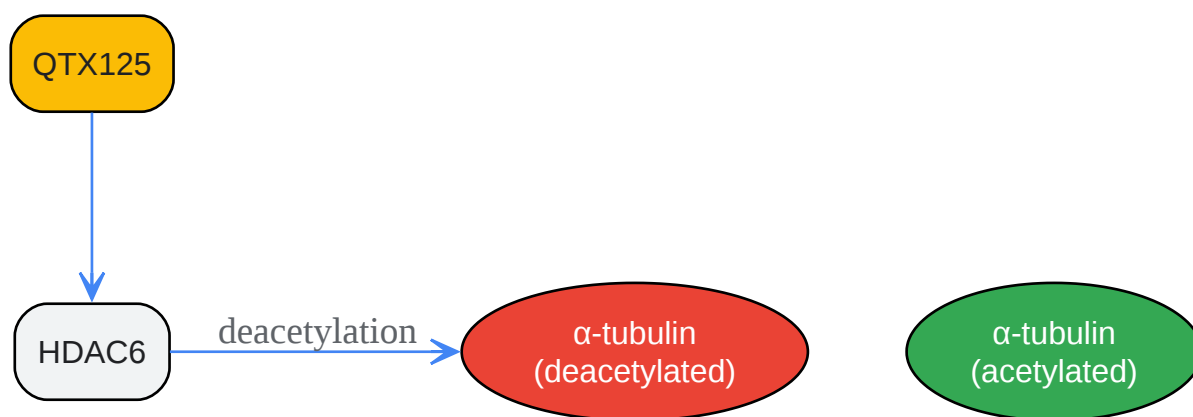 QTX125
HDAC6
deacetylation
α-tubulin
(deacetylated)
α-tubulin
(acetylated)